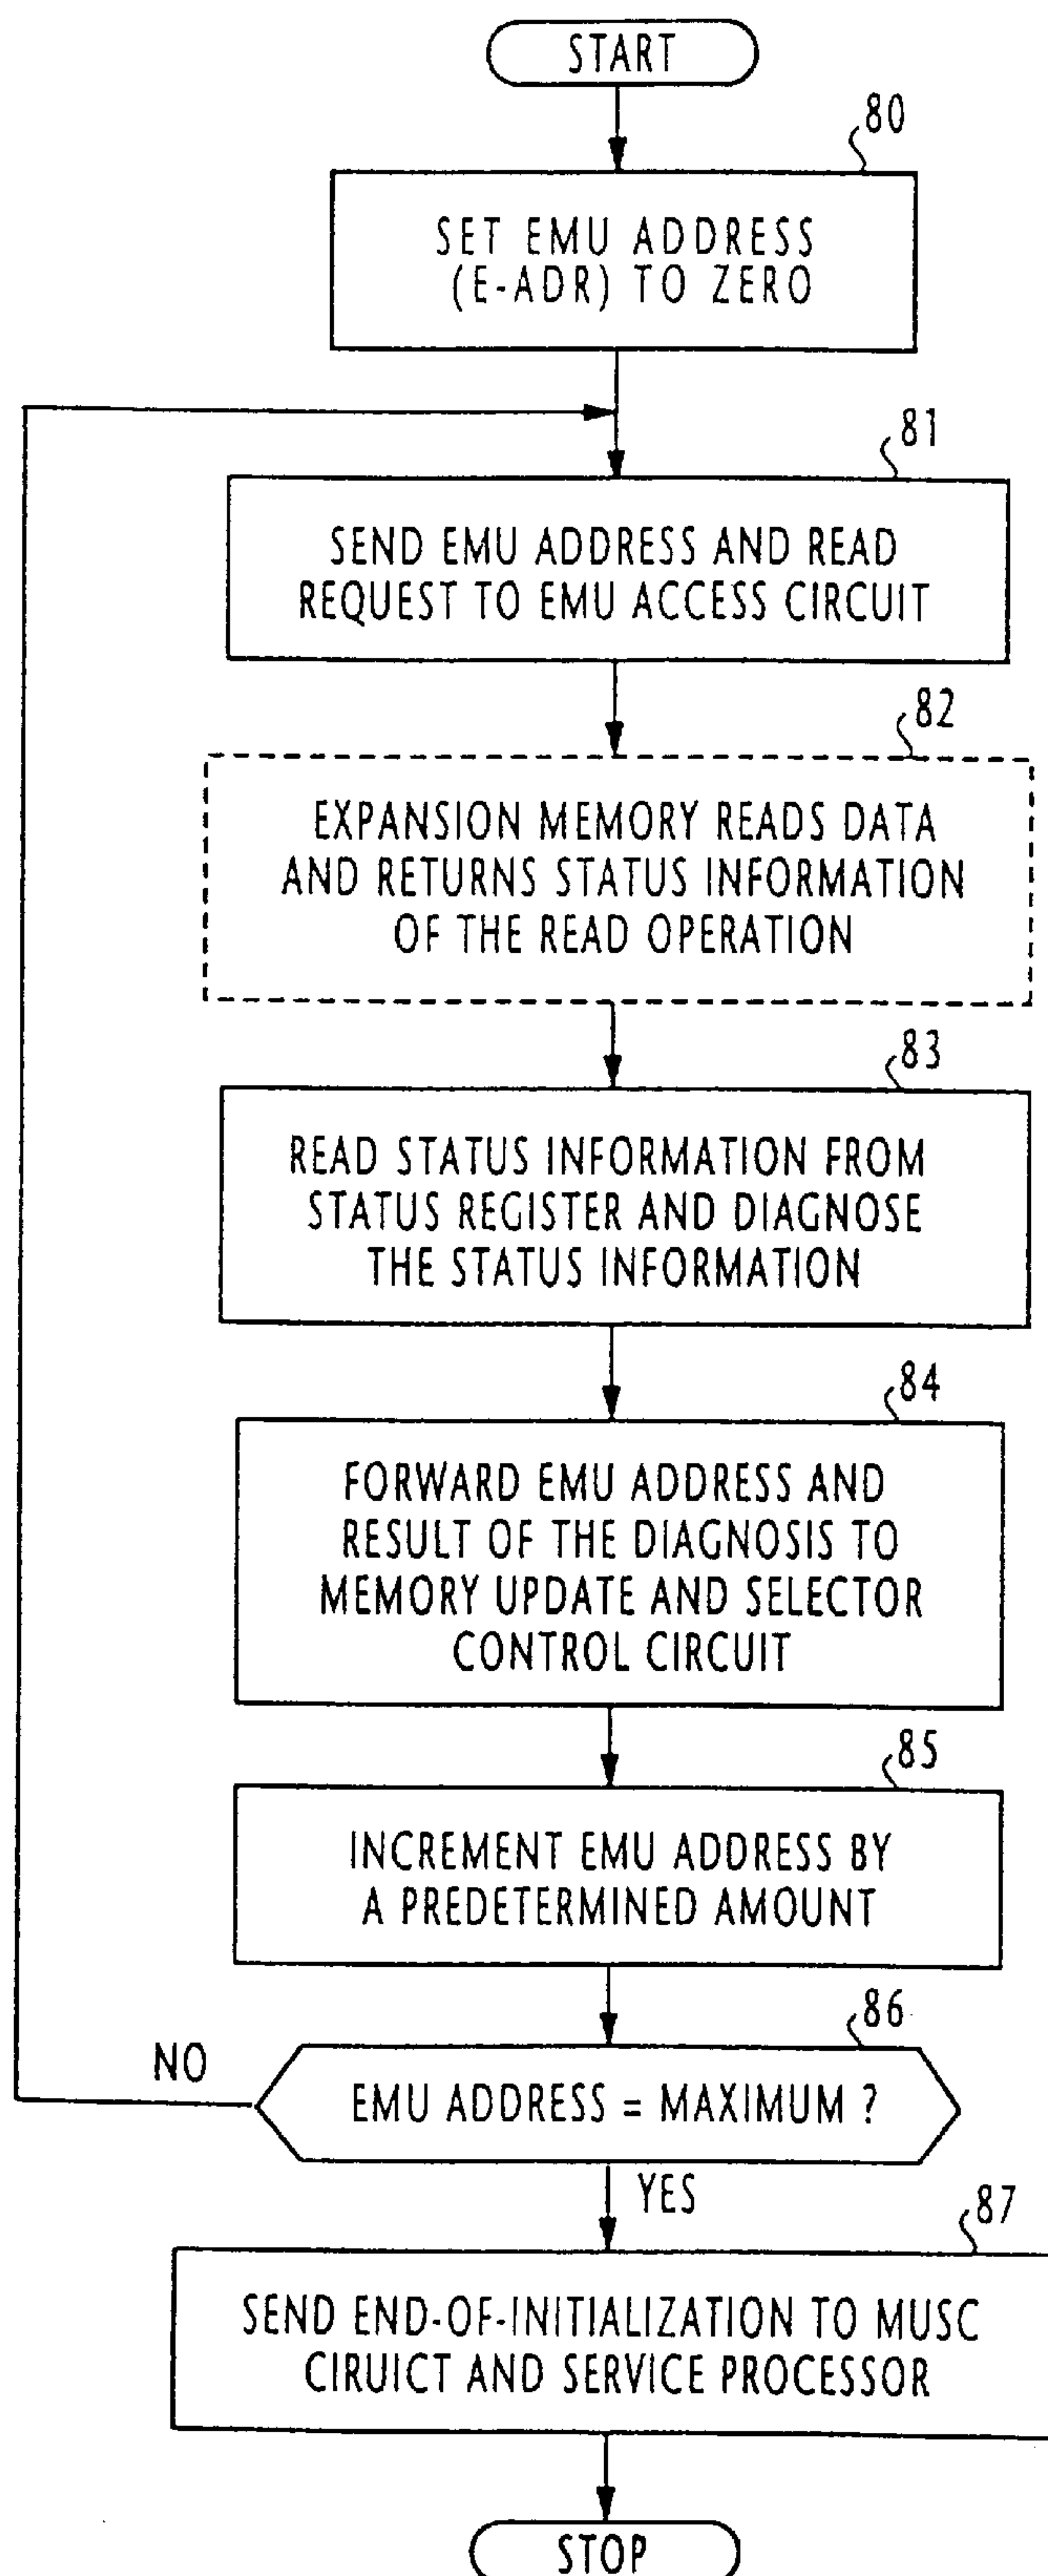 START
80
SET EMU ADDRESS
(E-ADR) TO ZERO
81
SEND EMU ADDRESS AND READ
REQUEST TO EMU ACCESS CIRCUIT
82
EXPANSION MEMORY READS DATA
AND RETURNS STATUS INFORMATION
OF THE READ OPERATION
83
READ STATUS INFORMATION FROM
STATUS REGISTER AND DIAGNOSE
THE STATUS INFORMATION
84
FORWARD EMU ADDRESS AND
RESULT OF THE DIAGNOSIS TO
MEMORY UPDATE AND SELECTOR
CONTROL CIRCUIT
85
INCREMENT EMU ADDRESS BY
A PREDETERMINED AMOUNT
86
NO
EMU ADDRESS = MAXIMUM ?
YES
87
SEND END-OF-INITIALIZATION TO MUSC
CIRUICT AND SERVICE PROCESSOR
STOP